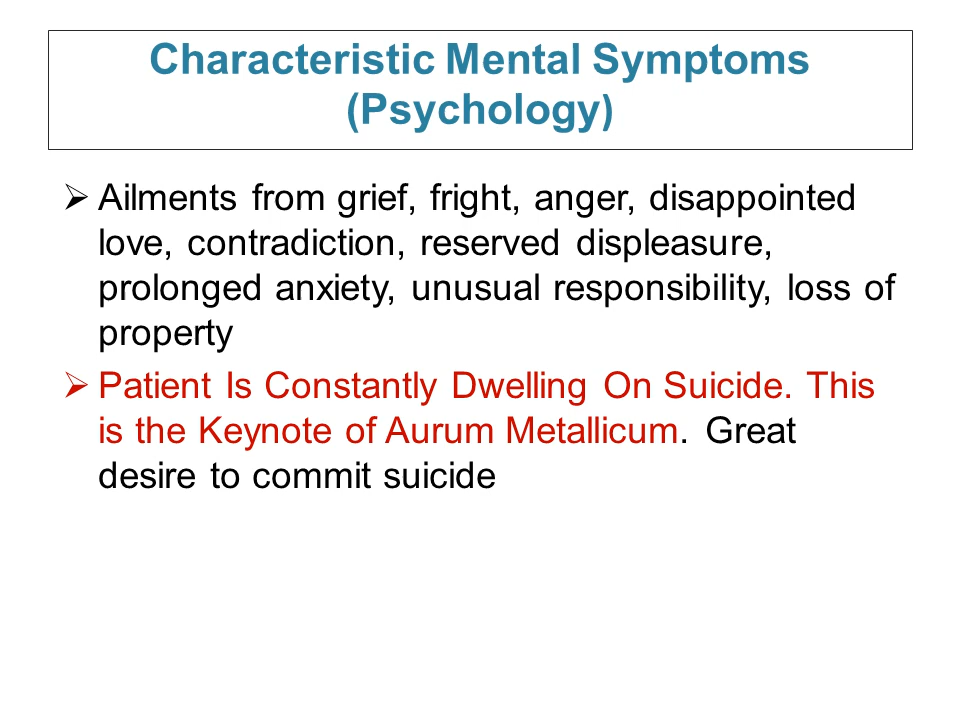 Characteristic Mental Symptoms
(Psychology)
➢ Ailments from grief, fright, anger, disappointed
love, contradiction, reserved displeasure,
prolonged anxiety, unusual responsibility, loss of
property
➢ Patient Is Constantly Dwelling On Suicide. This
is the Keynote of Aurum Metallicum. Great
desire to commit suicide